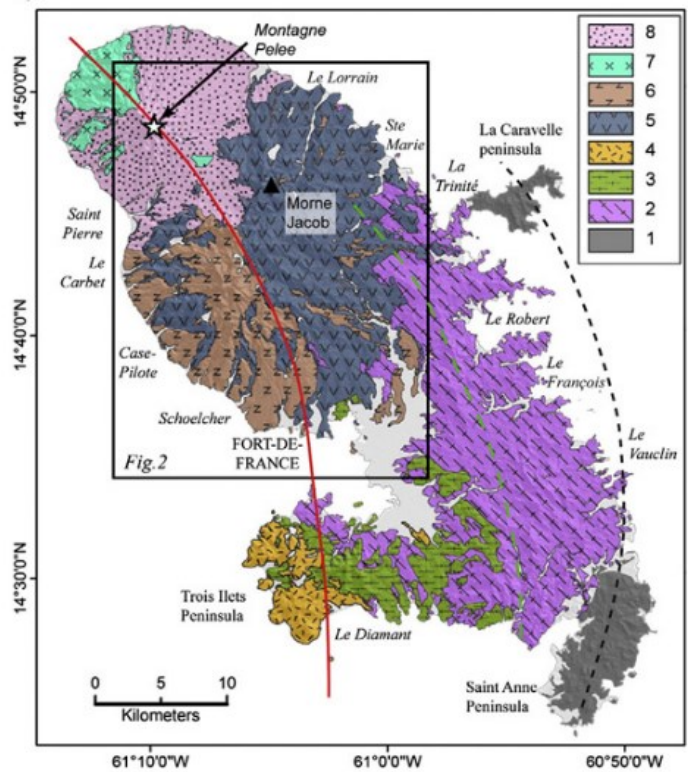 Montagne
Pelee
Le Lorrain
Ste
Marie
La Caravelle
peninsula
La
Trinité
Morne
Jacob
Saint
Pierre
Le
Carbet
Case-
Pilote
Schoelcher
Le Robert
Le
François
Le
Vauclin
FORT-DE-
FRANCE
Fig.2
Trois Ilets
Peninsula
Le Diamant
Saint Anne
Peninsula
0 5 10
Kilometers
8
7
6
5
4
3
2
1
14°50'0"N
14°40'0"N
14°30'0"N
61°10'0"W
61°0'0"W
60°50'0"W